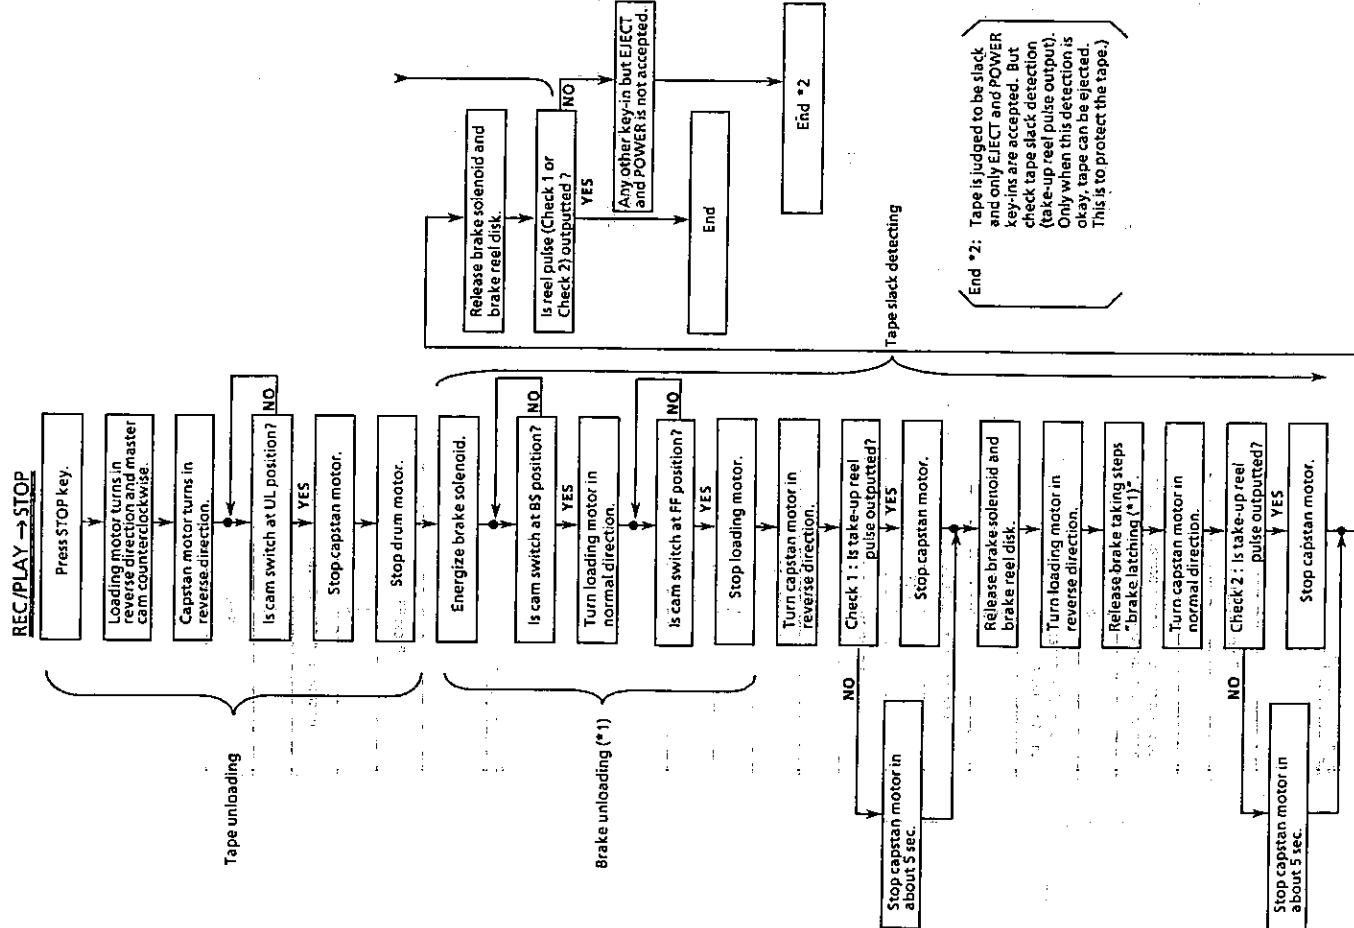 REC/PLAY → STOP
Press STOP key.
Loading motor turns in
reverse direction and master
cam counterclockwise.
Capstan motor turns in
reverse direction.
Is cam switch at UL position?
NO
YES
Stop capstan motor.
Stop drum motor.
Tape unloading
Energize brake solenoid.
Is cam switch at BS position?
NO
YES
Turn loading motor in
normal direction.
Is cam switch at FF position?
NO
YES
Stop loading motor.
Brake unloading (*1)
Turn capstan motor in
reverse direction.
Check 1 : Is take-up reel
pulse outputted?
NO
YES
Stop capstan motor.
Stop capstan motor in
about 5 sec.
Release brake solenoid and
brake reel disk.
Turn loading motor in
reverse direction.
Release brake taking steps
"brake latching (*1)".
Turn capstan motor in
normal direction.
Check 2 : Is take-up reel
pulse outputted?
NO
YES
Stop capstan motor.
Stop capstan motor in
about 5 sec.
Tape slack detecting
Release brake solenoid and
brake reel disk.
Is reel pulse (Check 1 or
Check 2) outputted ?
NO
YES
Any other key-in but EJECT
and POWER is not accepted.
End
End *2
End *2: Tape is judged to be slack
and only EJECT and POWER
key-ins are accepted. But
check tape slack detection
(take-up reel pulse output).
Only when this detection is
okay, tape can be ejected.
This is to protect the tape.)